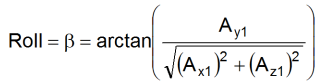 Roll = β = arctan( A_y1 / √((A_x1)² + (A_z1)²) )